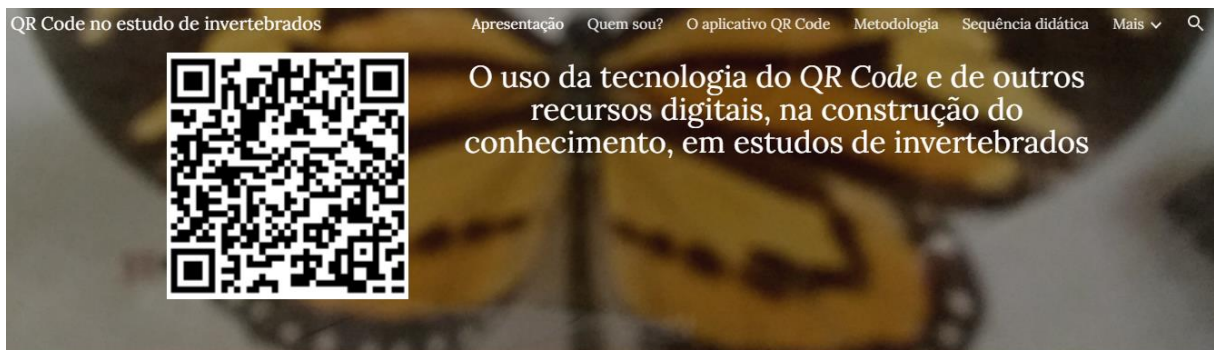 QR Code no estudo de invertebrados
Apresentação Quem sou? O aplicativo QR Code Metodologia Sequência didática Mais
O uso da tecnologia do QR Code e de outros
recursos digitais, na construção do
conhecimento, em estudos de invertebrados